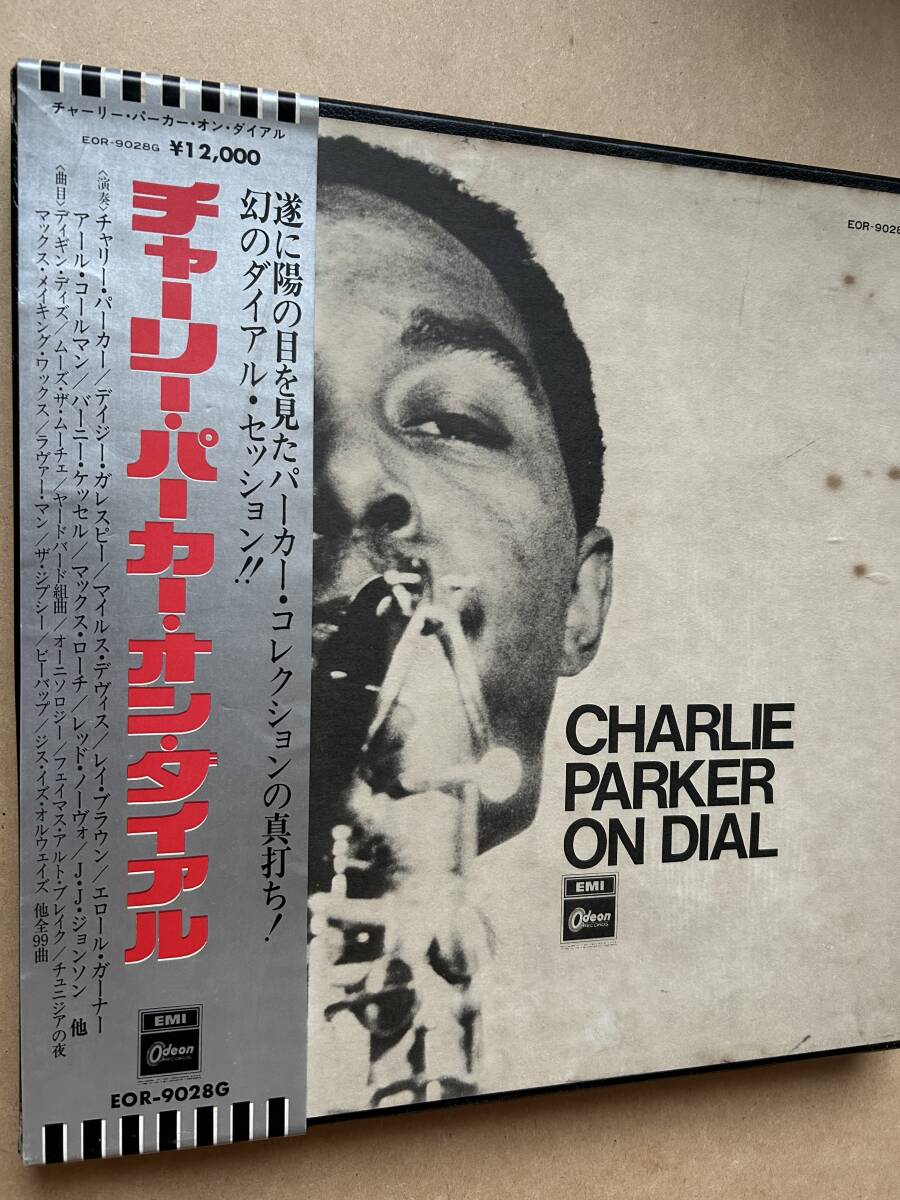 チャーリー・パーカー・オン・ダイアル
EOR-9028G ¥12,000
遂に陽の目を見たパーカー・コレクションの真打ち!
幻のダイアル・セッション!!
チャーリー・パーカー・オン・ダイアル
〈演奏〉チャーリー・パーカー/ディジー・ガレスピー/マイルス・デヴィス/レイ・ブラウン/エロール・ガーナー
アール・コールマン/バーニー・ケッセル/マックス・ローチ/レッド・ノーヴォ/J・J・ジョンソン 他
〈曲目〉ディギン・ディズ/ムーズ・ザ・ムーチェ/ヤードバード組曲/オーニソロジー/フェイマス・アルト・ブレイク/チュニジアの夜
マックス・メイキング・ワックス/ラヴァー・マン/ザ・ジプシー/ビーバップ/ジス・イズ・オルウェイズ 他全99曲
EMI
Odeon
RECORDS
EOR-9028G
EOR-9028
CHARLIE
PARKER
ON DIAL
EMI
Odeon
RECORDS